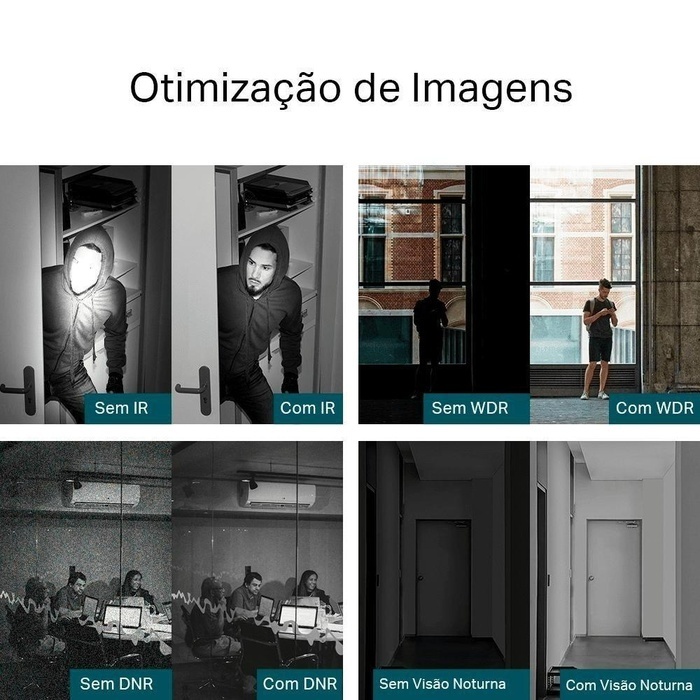 Otimização de Imagens
Sem IR
Com IR
Sem WDR
Com WDR
Sem DNR
Com DNR
Sem Visão Noturna
Com Visão Noturna